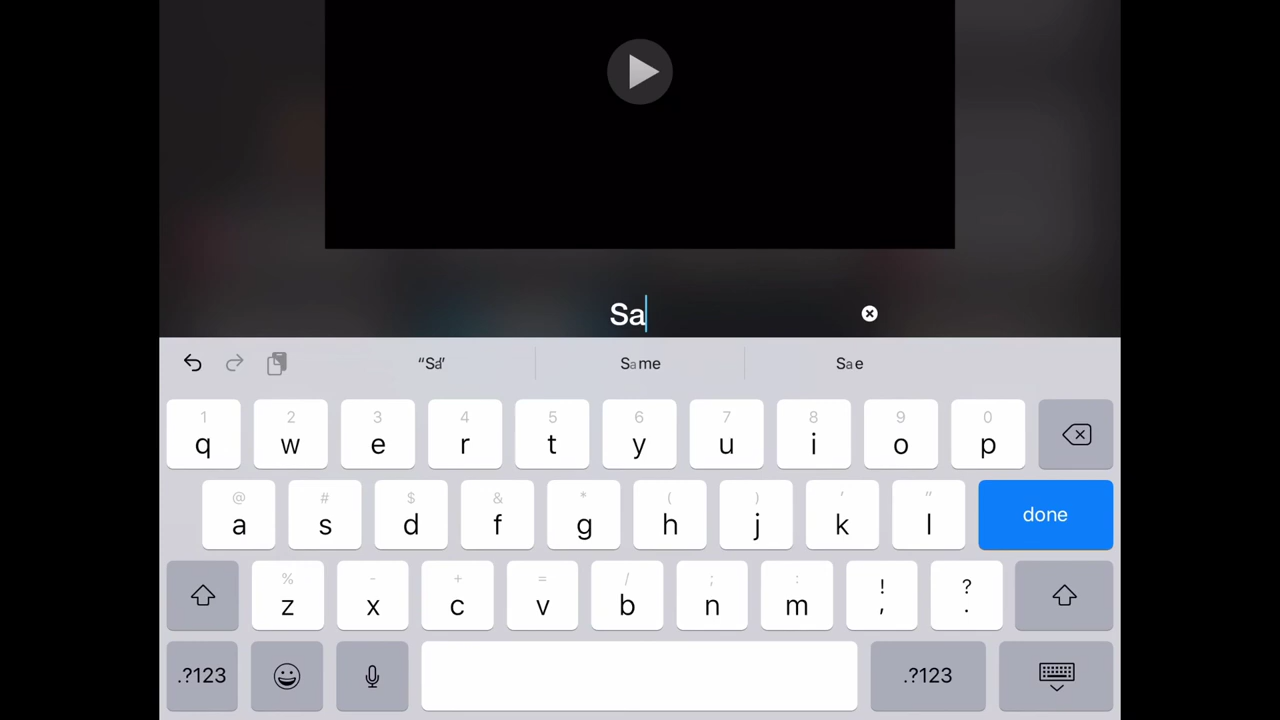 Sa
“Sa” Same Sae
1 2 3 4 5 6 7 8 9 0
q w e r t y u i o p
@ # $ & * ( ) ' "
a s d f g h j k l done
% - + = / ; : ! ?
z x c v b n m , .
.?123 .?123